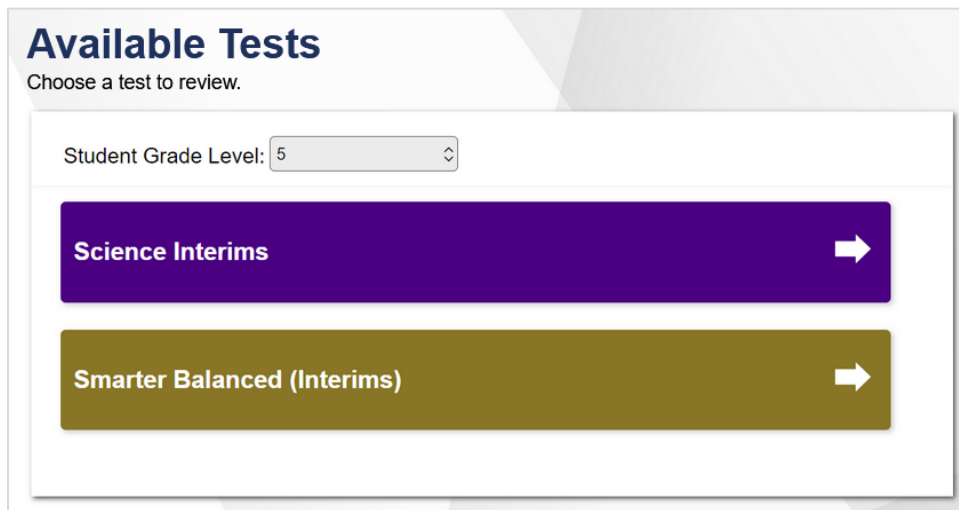 Available Tests
Choose a test to review.
Student Grade Level: 5
Science Interims
Smarter Balanced (Interims)